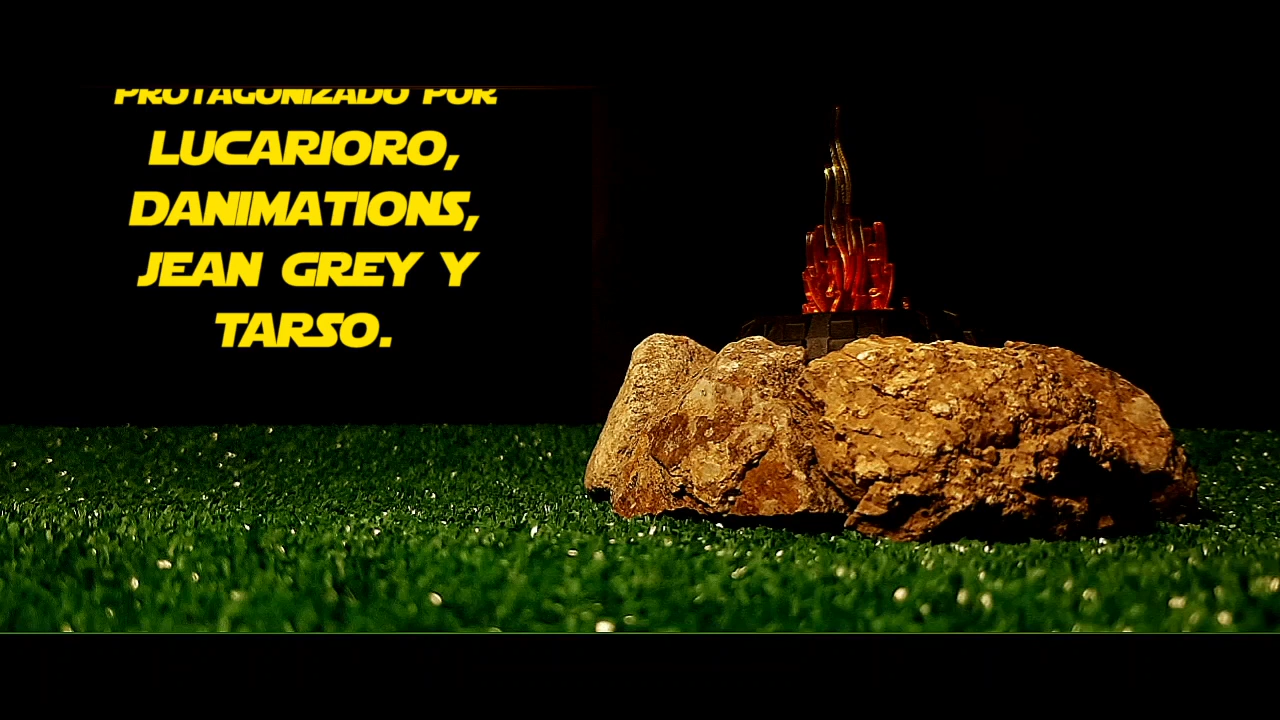 PROTAGONIZADO POR
LUCARIORO,
DANIMATIONS,
JEAN GREY Y
TARSO.